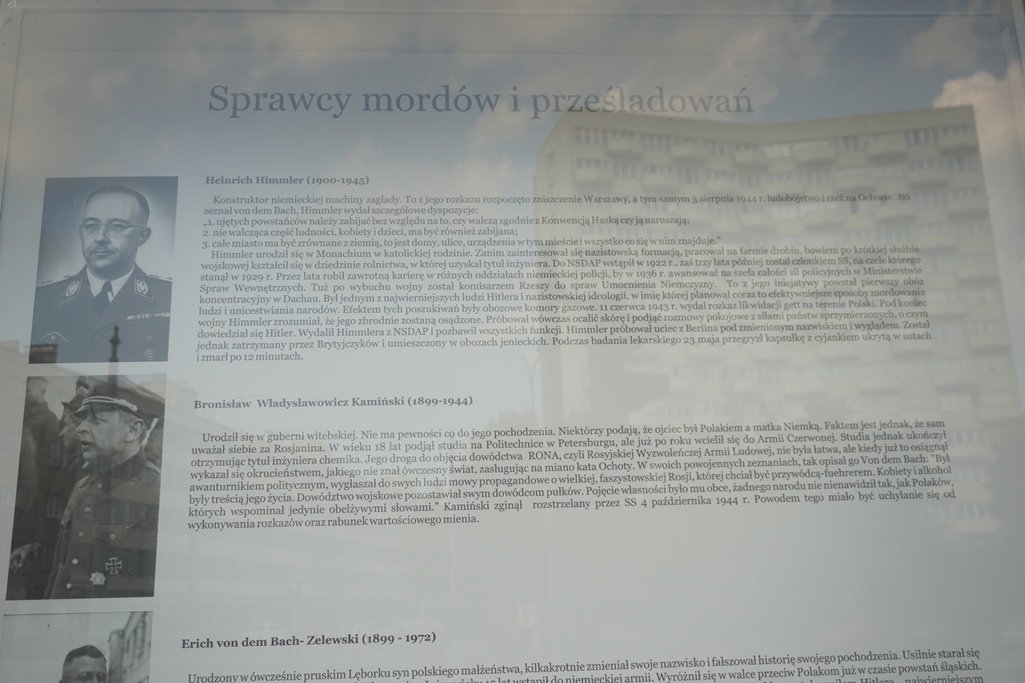 Sprawcy mordów i prześladowań
Heinrich Himmler (1900-1945)
Konstruktor niemieckiej machiny zagłady. To z jego rozkazu rozpoczęto zniszczenie Warszawy, a tym samym 3 sierpnia 1944 r. ludobójstwo i rzeź na Ochocie. Jak
zeznał von dem Bach, Himmler wydał szczegółowe dyspozycje:
„1. ujętych powstańców należy zabijać bez względu na to, czy walczą zgodnie z Konwencją Haską czy ją naruszają;
2. nie walcząca część ludności, kobiety i dzieci, ma być również zabijana;
3. całe miasto ma być zrównane z ziemią, to jest domy, ulice, urządzenia w tym mieście i wszystko co się w nim znajduje."
Himmler urodził się w Monachium w katolickiej rodzinie. Zanim zainteresował się nazistowską formacją, pracował na farmie drobiu, bowiem po krótkiej służbie
wojskowej kształcił się w dziedzinie rolnictwa, w której uzyskał tytuł inżyniera. Do NSDAP wstąpił w 1922 r., zaś trzy lata później został członkiem SS, na czele którego
stanął w 1929 r. Przez lata robił zawrotną karierę w różnych oddziałach niemieckiej policji, by w 1936 r. awansować na szefa całości sił policyjnych w Ministerstwie
Spraw Wewnętrznych. Tuż po wybuchu wojny został komisarzem Rzeszy do spraw Umocnienia Niemczyzny. To z jego inicjatywy powstał pierwszy obóz
koncentracyjny w Dachau. Był jednym z najwierniejszych ludzi Hitlera i nazistowskiej ideologii, w imię której planował coraz to efektywniejsze sposoby mordowania
ludzi i unicestwiania narodów. Efektem tych poszukiwań były obozowe komory gazowe. 11 czerwca 1943 r. wydał rozkaz likwidacji gett na terenie Polski. Pod koniec
wojny Himmler zrozumiał, że jego zbrodnie zostaną osądzone. Próbował wówczas ocalić skórę i podjąć rozmowy pokojowe z siłami państw sprzymierzonych, o czym
dowiedział się Hitler. Wydalił Himmlera z NSDAP i pozbawił wszystkich funkcji. Himmler próbował uciec z Berlina pod zmienionym nazwiskiem i wyglądem. Został
jednak zatrzymany przez Brytyjczyków i umieszczony w obozach jenieckich. Podczas badania lekarskiego 23 maja przegryzł kapsułkę z cyjankiem ukrytą w ustach
i zmarł po 12 minutach.
Bronisław Władysławowicz Kamiński (1899-1944)
Urodził się w guberni witebskiej. Nie ma pewności co do jego pochodzenia. Niektórzy podają, że ojciec był Polakiem a matka Niemką. Faktem jest jednak, że sam
uważał siebie za Rosjanina. W wieku 18 lat podjął studia na Politechnice w Petersburgu, ale już po roku wcielił się do Armii Czerwonej. Studia jednak ukończył
otrzymując tytuł inżyniera chemika. Jego droga do objęcia dowództwa RONA, czyli Rosyjskiej Wyzwoleńczej Armii Ludowej, nie była łatwa, ale kiedy już to osiągnął
wykazał się okrucieństwem, jakiego nie znał ówczesny świat, zasługując na miano kata Ochoty. W swoich powojennych zeznaniach, tak opisał go Von dem Bach: "Był
awanturnikiem politycznym, wygłaszał do swych ludzi mowy propagandowe o wielkiej, faszystowskiej Rosji, której chciał być przywódcą-fuehrerem. Kobiety i alkohol
były treścią jego życia. Dowództwo wojskowe pozostawiał swym dowódcom pułków. Pojęcie własności było mu obce, żadnego narodu nie nienawidził tak, jak Polaków,
których wspominał jedynie obelżywymi słowami." Kamiński zginął rozstrzelany przez SS 4 października 1944 r. Powodem tego miało być uchylanie się od
wykonywania rozkazów oraz rabunek wartościowego mienia.
Erich von dem Bach- Zelewski (1899 - 1972)
Urodzony w ówcześnie pruskim Lęborku syn polskiego małżeństwa, kilkakrotnie zmieniał swoje nazwisko i fałszował historię swojego pochodzenia. Usilnie starał się
15 lat wstąpił do niemieckiej armii. Wyróżnił się w walce przeciw Polakom już w czasie powstań śląskich.
Hitlera najwierniejszym